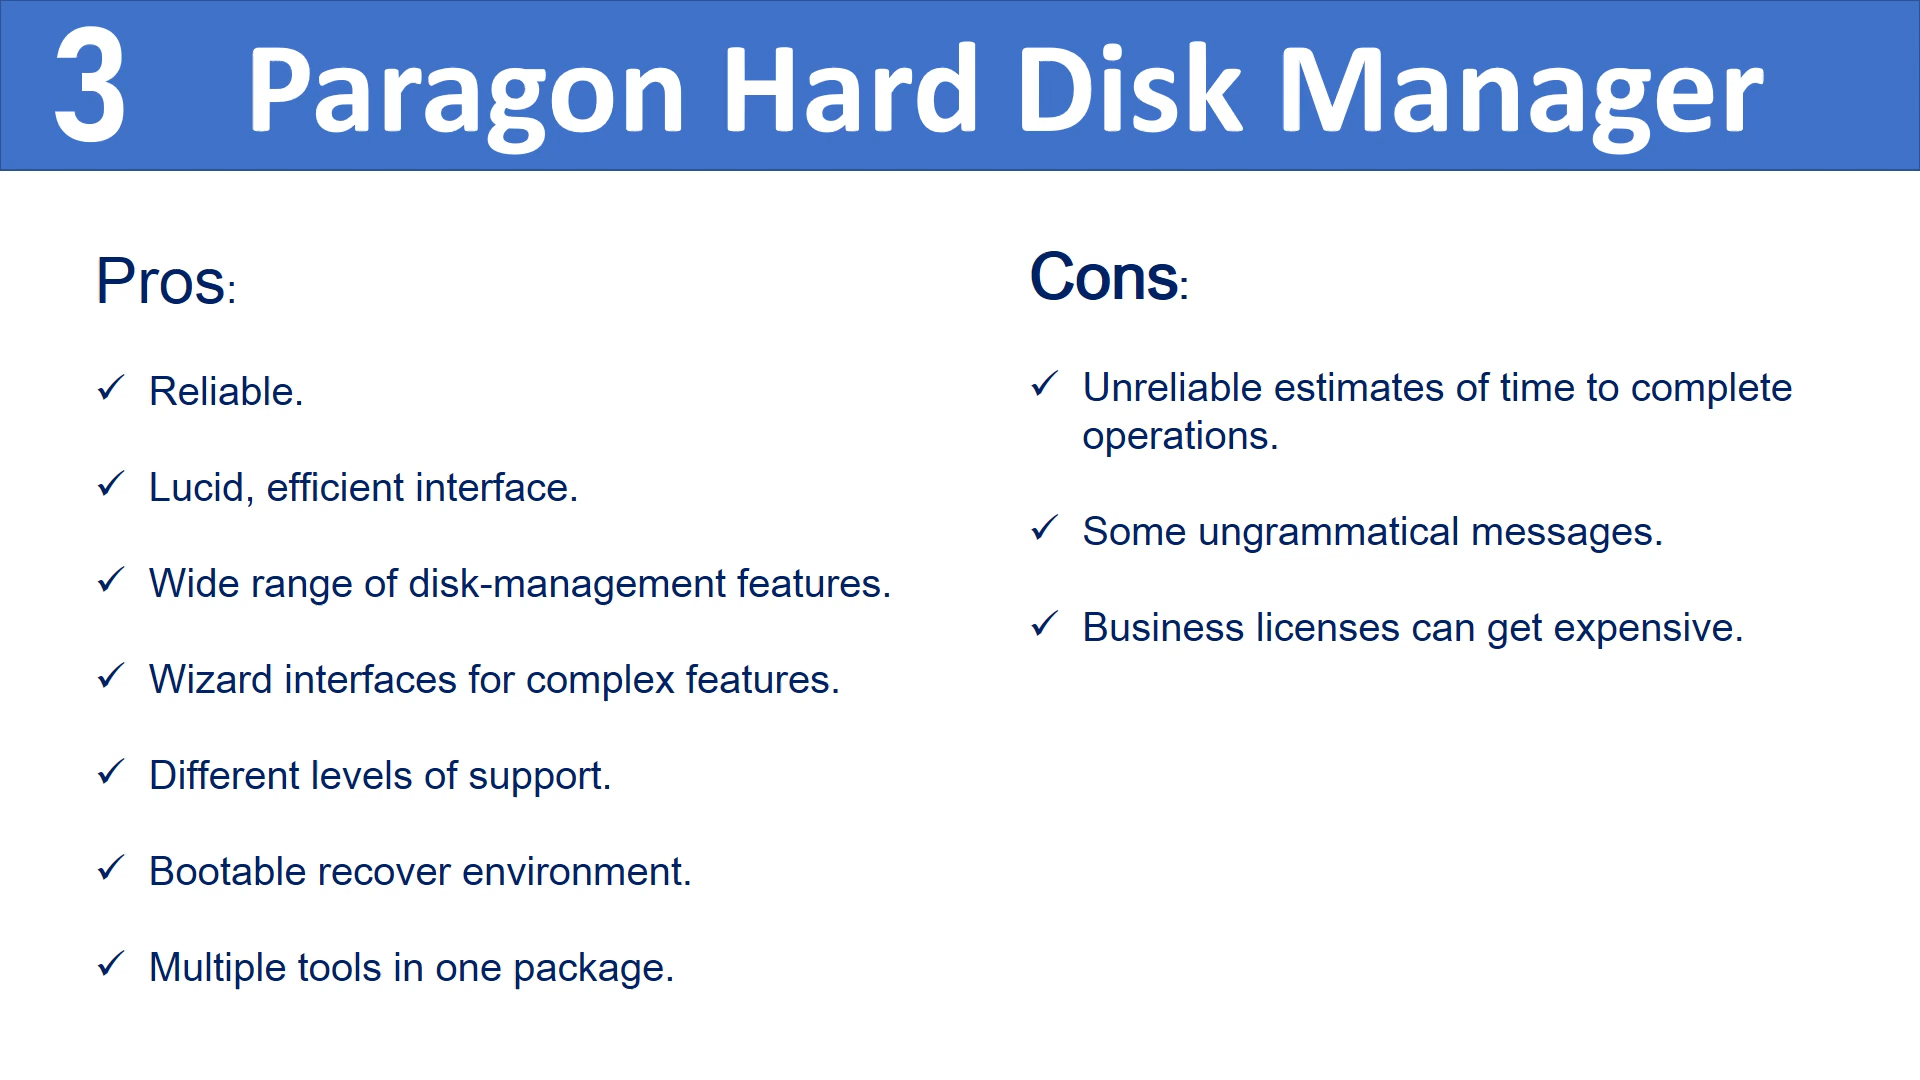 3 Paragon Hard Disk Manager
Pros:
✓ Reliable.
✓ Lucid, efficient interface.
✓ Wide range of disk-management features.
✓ Wizard interfaces for complex features.
✓ Different levels of support.
✓ Bootable recover environment.
✓ Multiple tools in one package.
Cons:
✓ Unreliable estimates of time to complete
operations.
✓ Some ungrammatical messages.
✓ Business licenses can get expensive.